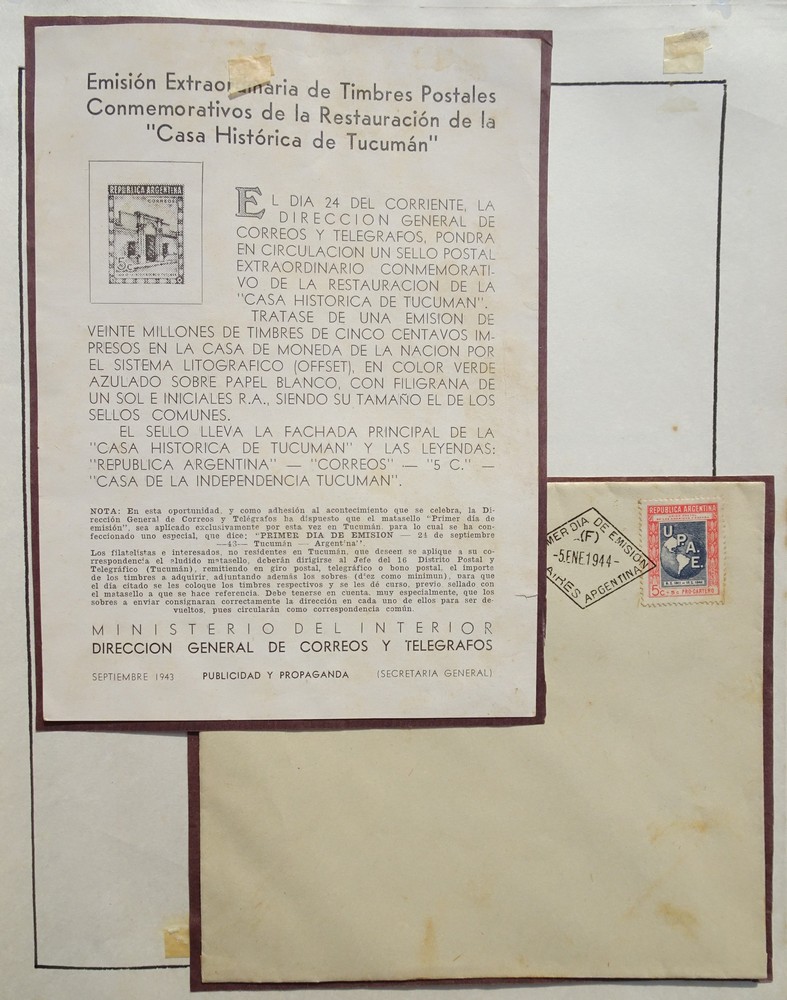 Emisión Extraordinaria de Timbres Postales
Conmemorativos de la Restauración de la
"Casa Histórica de Tucumán"
REPUBLICA ARGENTINA
CORREOS
5c
EL DIA 24 DEL CORRIENTE, LA
DIRECCION GENERAL DE
CORREOS Y TELEGRAFOS, PONDRA
EN CIRCULACION UN SELLO POSTAL
EXTRAORDINARIO CONMEMORATI-
VO DE LA RESTAURACION DE LA
"CASA HISTORICA DE TUCUMAN".
TRATASE DE UNA EMISION DE
VEINTE MILLONES DE TIMBRES DE CINCO CENTAVOS IM-
PRESOS EN LA CASA DE MONEDA DE LA NACION POR
EL SISTEMA LITOGRAFICO (OFFSET), EN COLOR VERDE
AZULADO SOBRE PAPEL BLANCO, CON FILIGRANA DE
UN SOL E INICIALES R.A., SIENDO SU TAMAÑO EL DE LOS
SELLOS COMUNES.
EL SELLO LLEVA LA FACHADA PRINCIPAL DE LA
"CASA HISTORICA DE TUCUMAN" Y LAS LEYENDAS:
"REPUBLICA ARGENTINA" — "CORREOS" — "5 C." —
"CASA DE LA INDEPENDENCIA TUCUMAN".
NOTA: En esta oportunidad, y como adhesión al acontecimiento que se celebra, la Di-
rección General de Correos y Telégrafos ha dispuesto que el matasello "Primer día de
emisión", sea aplicado exclusivamente por esta vez en Tucumán, para lo cual se ha con-
feccionado uno especial, que dice; "PRIMER DIA DE EMISION — 24 de septiembre
—43— Tucumán — Argent'na".
Los filatelistas e interesados, no residentes en Tucumán, que deseen se aplique a su co-
rrespondencia el aludido matasello, deberán dirigirse al Jefe del 16 Distrito Postal y
Telegráfico (Tucumán), remitiendo en giro postal, telegráfico o bono postal, el importe
de los timbres a adquirir, adjuntando además los sobres (d'ez como minimun), para que
el día citado se les coloque los timbres respectivos y se les dé curso, previo sellado con
el matasello a que se hace referencia. Debe tenerse en cuenta, muy especialmente, que los
sobres a enviar consignaran correctamente la dirección en cada uno de ellos para ser de-
vueltos, pues circularán como correspondencia común.
MINISTERIO DEL INTERIOR
DIRECCION GENERAL DE CORREOS Y TELEGRAFOS
SEPTIEMBRE 1943 PUBLICIDAD Y PROPAGANDA (SECRETARIA GENERAL)
MER DIA DE EMISION
(F)
-5.ENE1944-
AIRES ARGENTINA
REPUBLICA ARGENTINA
U.P.
A.E.
5c PRO-CARTERO